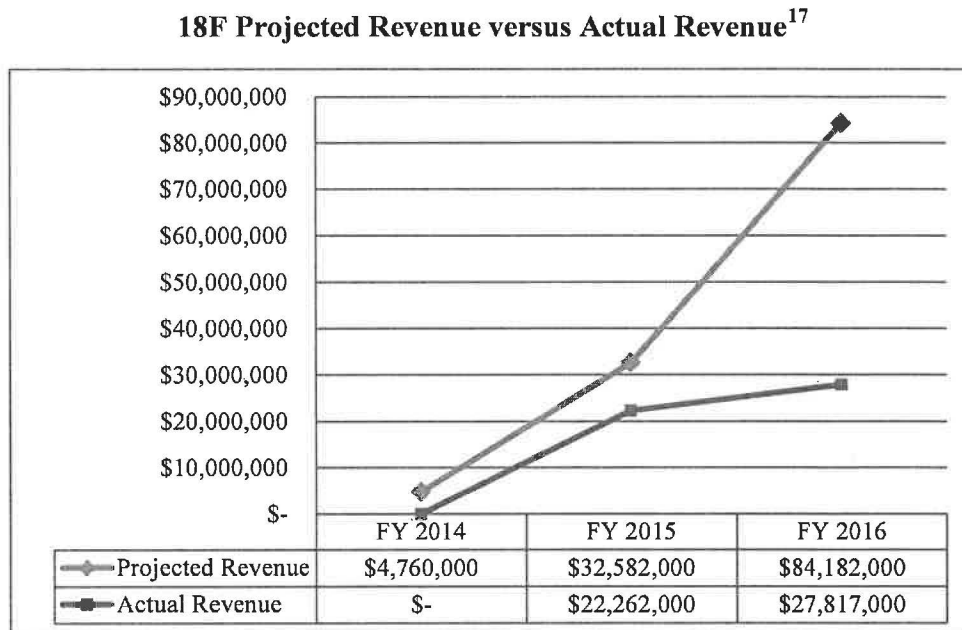 18F Projected Revenue versus Actual Revenue17
$90,000,000
$80,000,000
$70,000,000
$60,000,000
$50,000,000
$40,000,000
$30,000,000
$20,000,000
$10,000,000
$-
FY 2014 FY 2015 FY 2016
Projected Revenue $4,760,000 $32,582,000 $84,182,000
Actual Revenue $- $22,262,000 $27,817,000